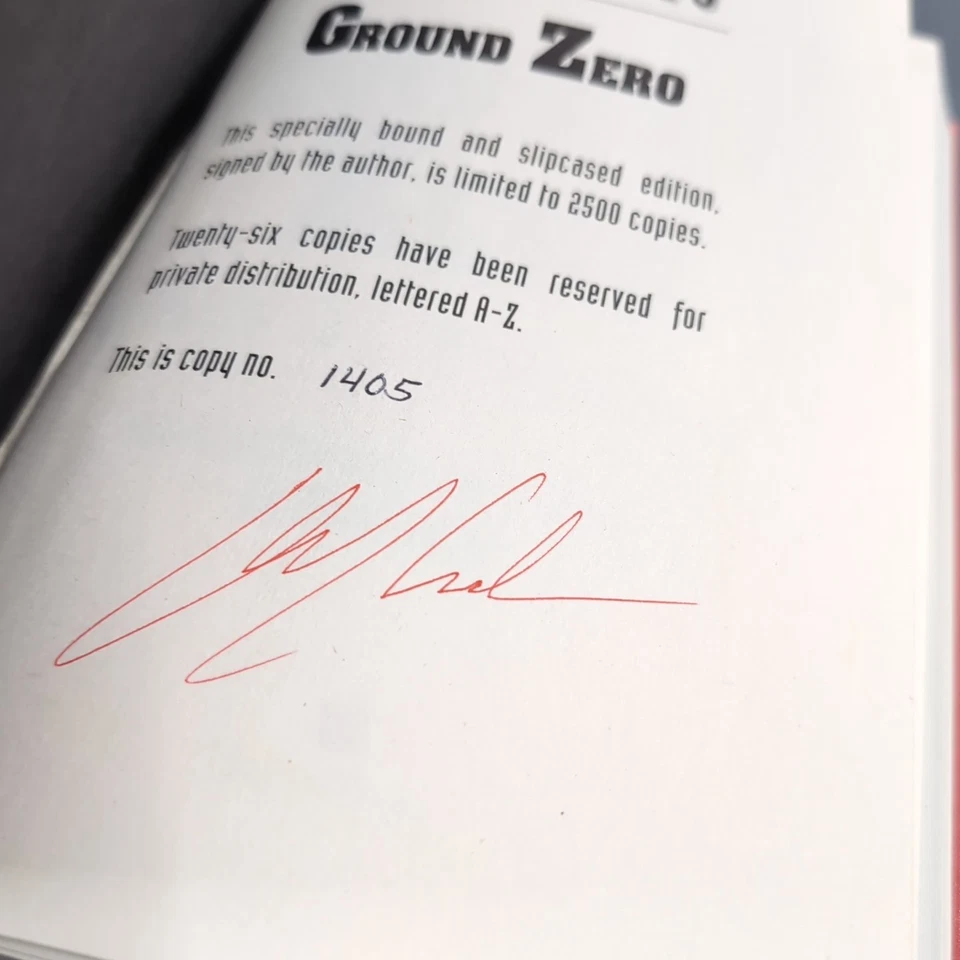 GROUND ZERO
This specially bound and slipcased edition,
signed by the author, is limited to 2500 copies.
Twenty-six copies have been reserved for
private distribution, lettered A-Z.
This is copy no. 1405